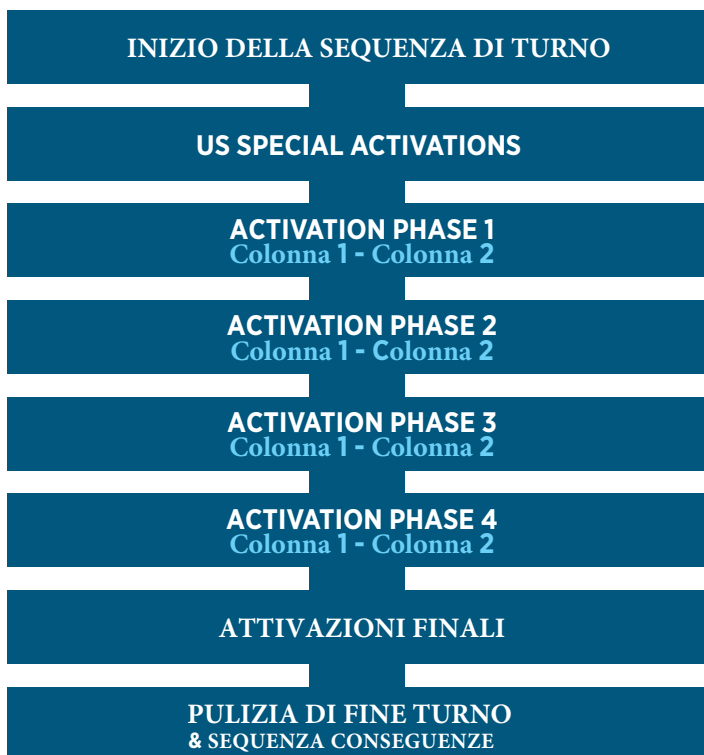 INIZIO DELLA SEQUENZA DI TURNO
US SPECIAL ACTIVATIONS
ACTIVATION PHASE 1
Colonna 1 - Colonna 2
ACTIVATION PHASE 2
Colonna 1 - Colonna 2
ACTIVATION PHASE 3
Colonna 1 - Colonna 2
ACTIVATION PHASE 4
Colonna 1 - Colonna 2
ATTIVAZIONI FINALI
PULIZIA DI FINE TURNO
& SEQUENZA CONSEGUENZE